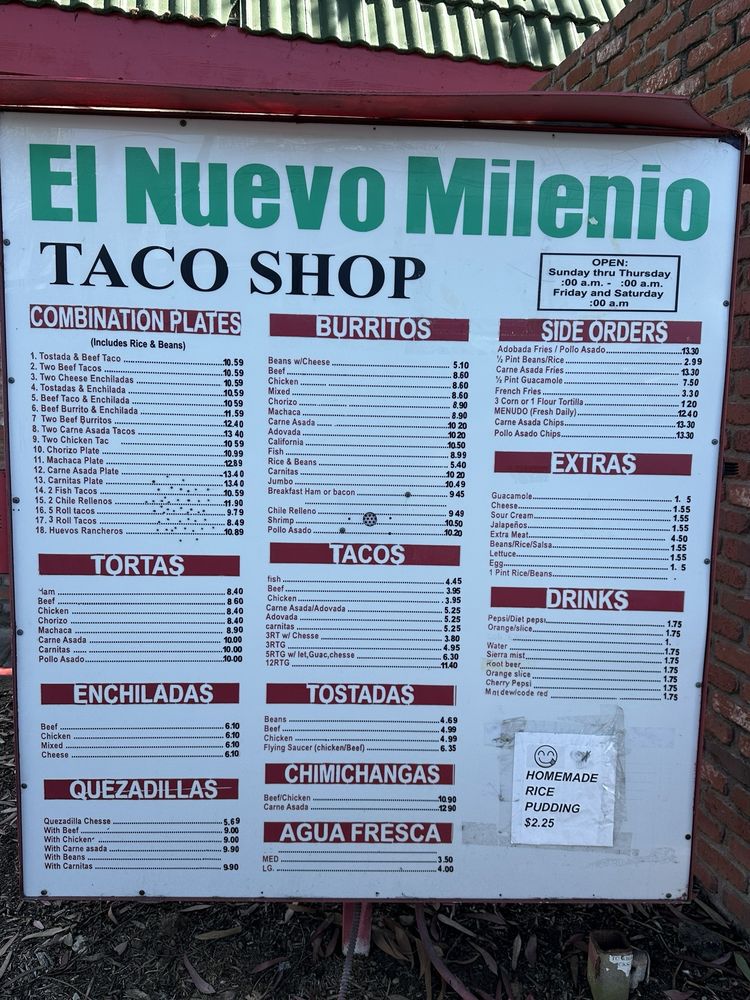 El Nuevo Milenio
TACO SHOP
OPEN:
Sunday thru Thursday
:00 a.m. - :00 a.m.
Friday and Saturday
:00 a.m
COMBINATION PLATES
(Includes Rice & Beans)
1. Tostada & Beef Taco 10.59
2. Two Beef Tacos 10.59
3. Two Cheese Enchiladas 10.59
4. Tostadas & Enchilada 10.59
5. Beef Taco & Enchilada 10.59
6. Beef Burrito & Enchilada 11.59
7 Two Beef Burritos 12.40
8. Two Carne Asada Tacos 13 40
9. Two Chicken Tac 10 59
10. Chorizo Plate 10.99
11. Machaca Plate 1289
12. Carne Asada Plate 13.40
13. Carnitas Plate 1340
14. 2 Fish Tacos 10.59
15. 2 Chile Rellenos 11.90
16. 5 Roll tacos 9.79
17. 3 Roll Tacos 8.49
18. Huevos Rancheros 10.89
TORTAS
Ham 8.40
Beef 8 60
Chicken 8.40
Chorizo 8.40
Machaca 8.90
Carne Asada 10.00
Carnitas 10.00
Pollo Asado 10.00
ENCHILADAS
Beef 6.10
Chicken 6.10
Mixed 6.10
Cheese 6.10
QUEZADILLAS
Quezadilla Chesse 5.69
With Beef 9.00
With Chicken 9.00
With Carne asada 9.90
With Beans
With Carnitas 9.90
BURRITOS
Beans w/Cheese 5.10
Beef 8.60
Chicken 8.60
Mixed 8.60
Chorizo 8.90
Machaca 8.90
Carne Asada 10 20
Adovada 10 20
California 10.50
Fish 8.99
Rice & Beans 5.40
Carnitas 10 20
Jumbo 10.49
Breakfast Ham or bacon 9 45
Chile Relleno 9 49
Shrimp 10.50
Pollo Asado 10.20
TACOS
fish 4.45
Beef 3.95
Chicken 3.95
Carne Asada/Adovada 5.25
Adovada 5.25
carnitas 5.25
3RT w/ Chesse 3.80
3RTG 4.95
5RTG w/ let,Guac,chesse 6.30
12RTG 11.40
TOSTADAS
Beans 4.69
Beef 4.99
Chicken 4.99
Flying Saucer (chicken/Beef) 6.35
CHIMICHANGAS
Beef/Chicken 10.90
Carne Asada 12.90
AGUA FRESCA
MED 3.50
LG. 4.00
SIDE ORDERS
Adobada Fries / Pollo Asado 13.30
½ Pint Beans/Rice 2.99
Carne Asada Fries 13.30
½ Pint Guacamole 7.50
French Fries 3.30
3 Corn or 1 Flour Tortilla 1 20
MENUDO (Fresh Daily) 12.40
Carne Asada Chips 13.30
Pollo Asado Chips 13.30
EXTRAS
Guacamole 1. 5
Cheese 1.55
Sour Cream 1.55
Jalapeños 1.55
Extra Meat 4.50
Beans/Rice/Salsa 1.55
Lettuce 1.55
Egg 1. 5
1 Pint Rice/Beans .
DRINKS
Pepsi/Diet pepsi 1.75
Orange/slice 1.75
Water 1.
Sierra mist 1.75
Root beer 1.75
Orange slice 1.75
Cherry Pepsi 1.75
dew/code red 1.75
HOMEMADE
RICE
PUDDING
$2.25